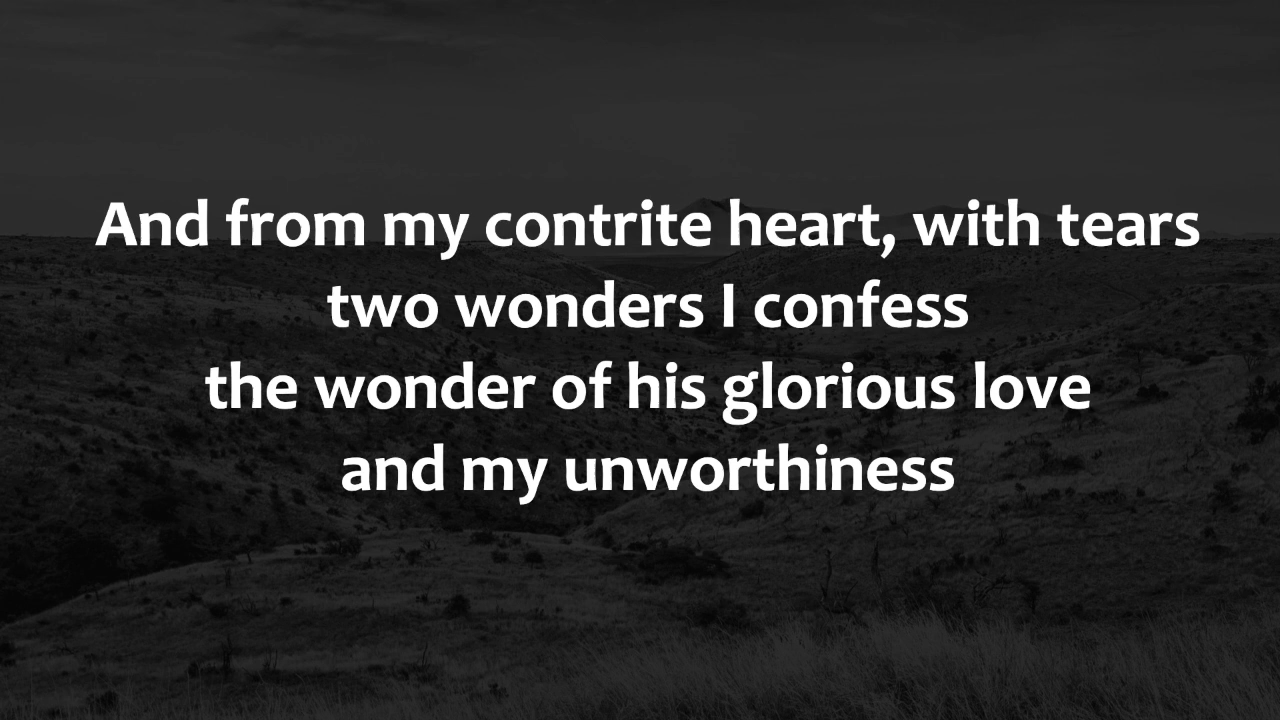 And from my contrite heart, with tears
two wonders I confess
the wonder of his glorious love
and my unworthiness